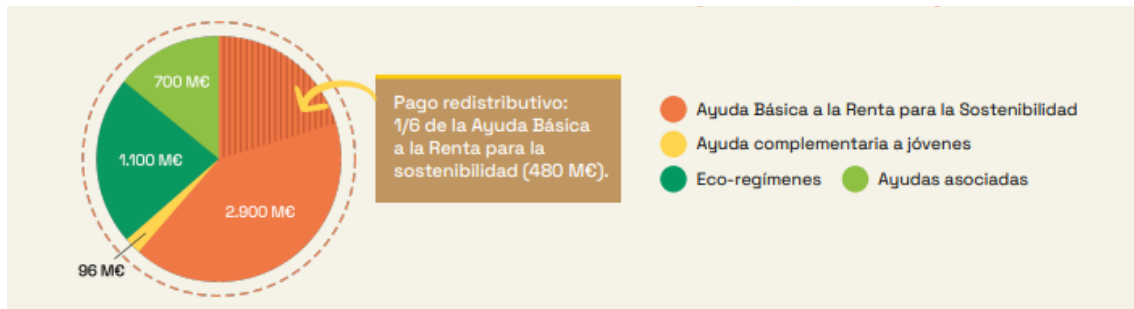 700 M€
1.100 M€
2.900 M€
96 M€
Pago redistributivo:
1/6 de la Ayuda Básica
a la Renta para la
sostenibilidad (480 M€).
Ayuda Básica a la Renta para la Sostenibilidad
Ayuda complementaria a jóvenes
Eco-regímenes
Ayudas asociadas